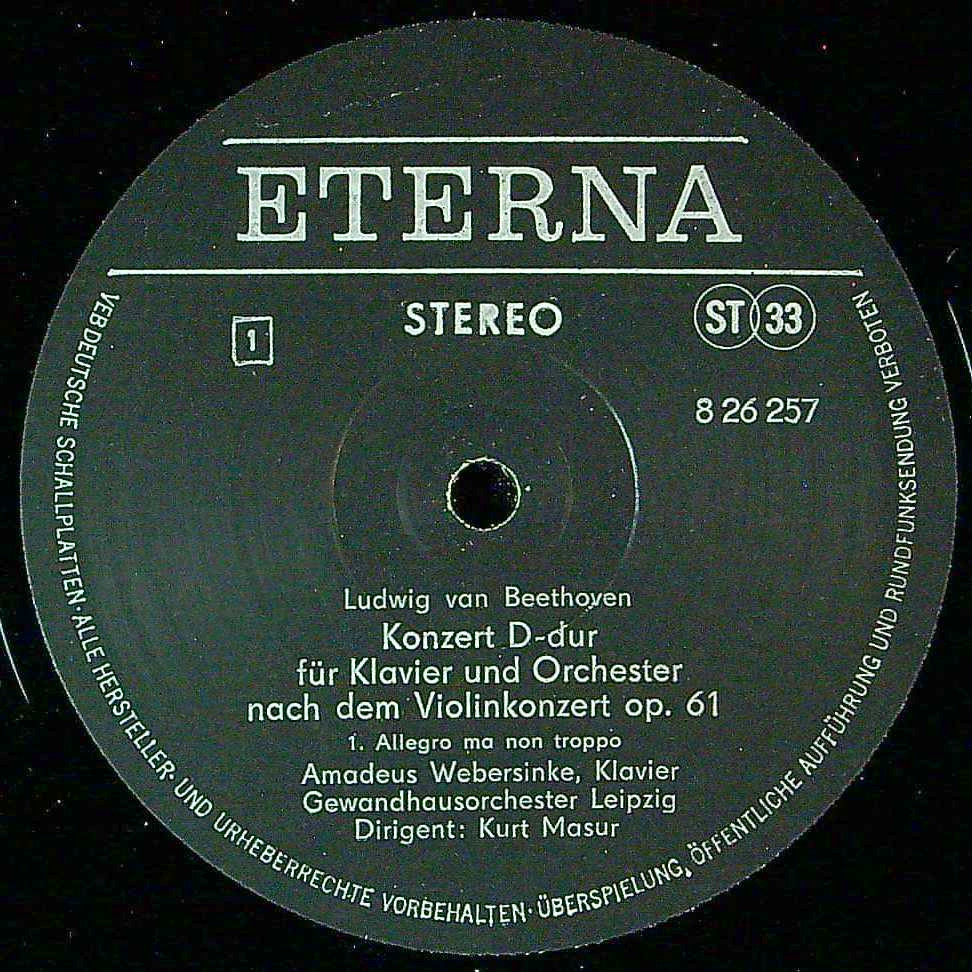 ETERNA
STEREO
1
ST 33
8 26 257
Ludwig van Beethoven
Konzert D-dur
für Klavier und Orchester
nach dem Violinkonzert op. 61
1. Allegro ma non troppo
Amadeus Webersinke, Klavier
Gewandhausorchester Leipzig
Dirigent: Kurt Masur
VEB DEUTSCHE SCHALLPLATTEN · ALLE HERSTELLER- UND URHEBERRECHTE VORBEHALTEN · ÜBERSPIELUNG, ÖFFENTLICHE AUFFÜHRUNG UND RUNDFUNKSENDUNG VERBOTEN